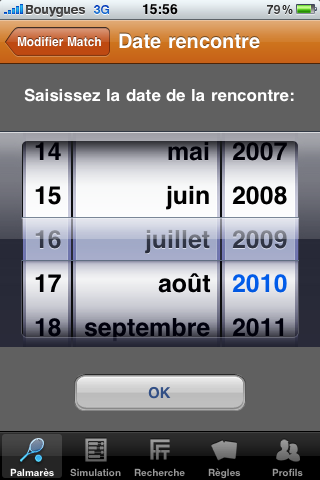 Bouygues 3G 15:56 79 %
Modifier Match Date rencontre
Saisissez la date de la rencontre:
14 mai 2007
15 juin 2008
16 juillet 2009
17 août 2010
18 septembre 2011
OK
Palmarès Simulation Recherche Règles Profils